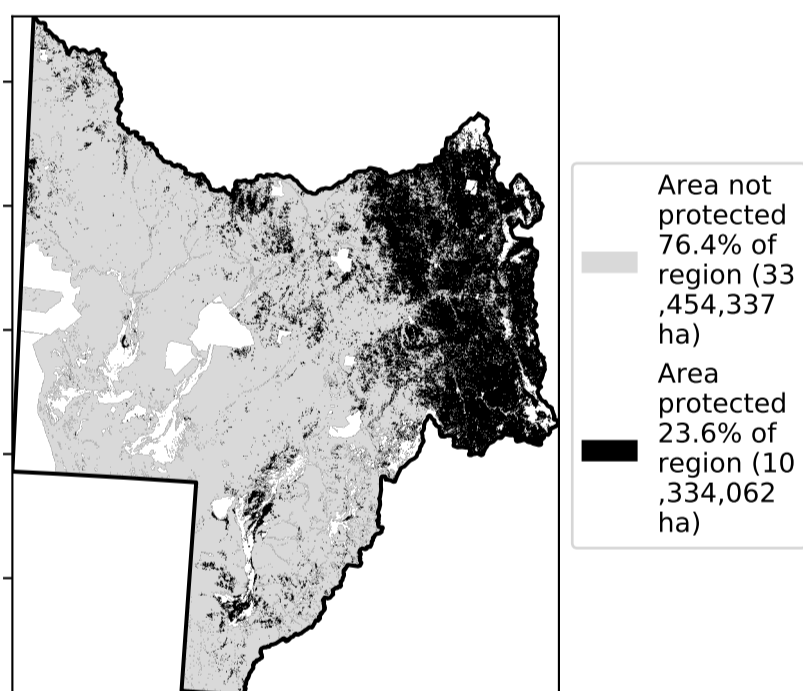 Area not
protected
76.4% of
region (33
,454,337
ha)
Area
protected
23.6% of
region (10
,334,062
ha)